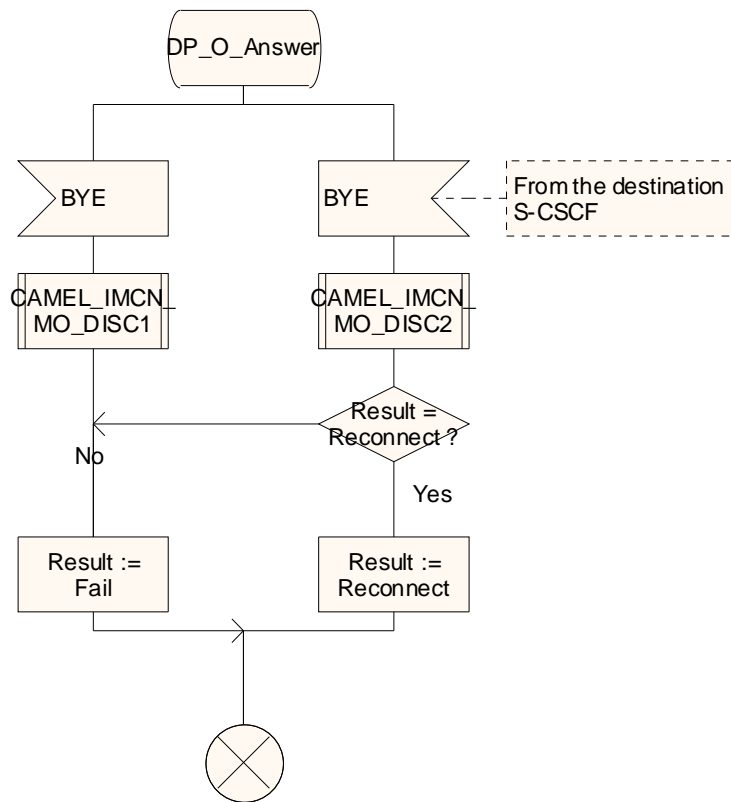 DP_O_Answer
BYE
BYE
From the destination
S-CSCF
CAMEL_IMCN_
MO_DISC1
CAMEL_IMCN_
MO_DISC2
Result =
Reconnect ?
No
Yes
Result :=
Fail
Result :=
Reconnect